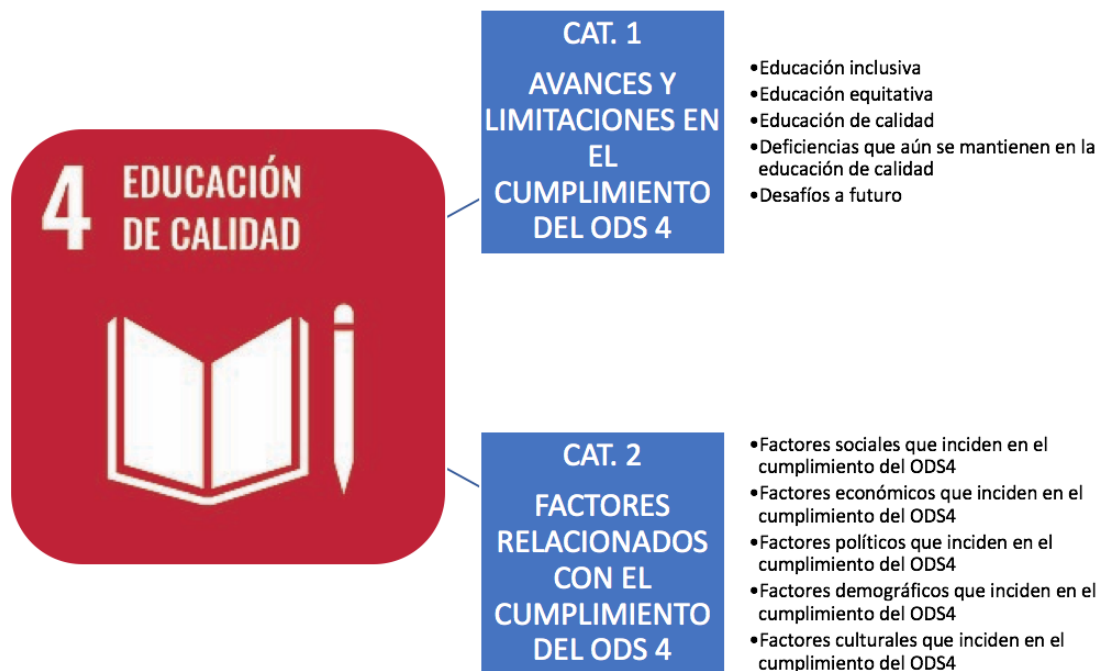 4 EDUCACIÓN
DE CALIDAD
CAT. 1
AVANCES Y
LIMITACIONES EN
EL
CUMPLIMIENTO
DEL ODS 4
•Educación inclusiva
•Educación equitativa
•Educación de calidad
•Deficiencias que aún se mantienen en la
educación de calidad
•Desafíos a futuro
CAT. 2
FACTORES
RELACIONADOS
CON EL
CUMPLIMIENTO
DEL ODS 4
•Factores sociales que inciden en el
cumplimiento del ODS4
•Factores económicos que inciden en el
cumplimiento del ODS4
•Factores políticos que inciden en el
cumplimiento del ODS4
•Factores demográficos que inciden en el
cumplimiento del ODS4
•Factores culturales que inciden en el
cumplimiento del ODS4